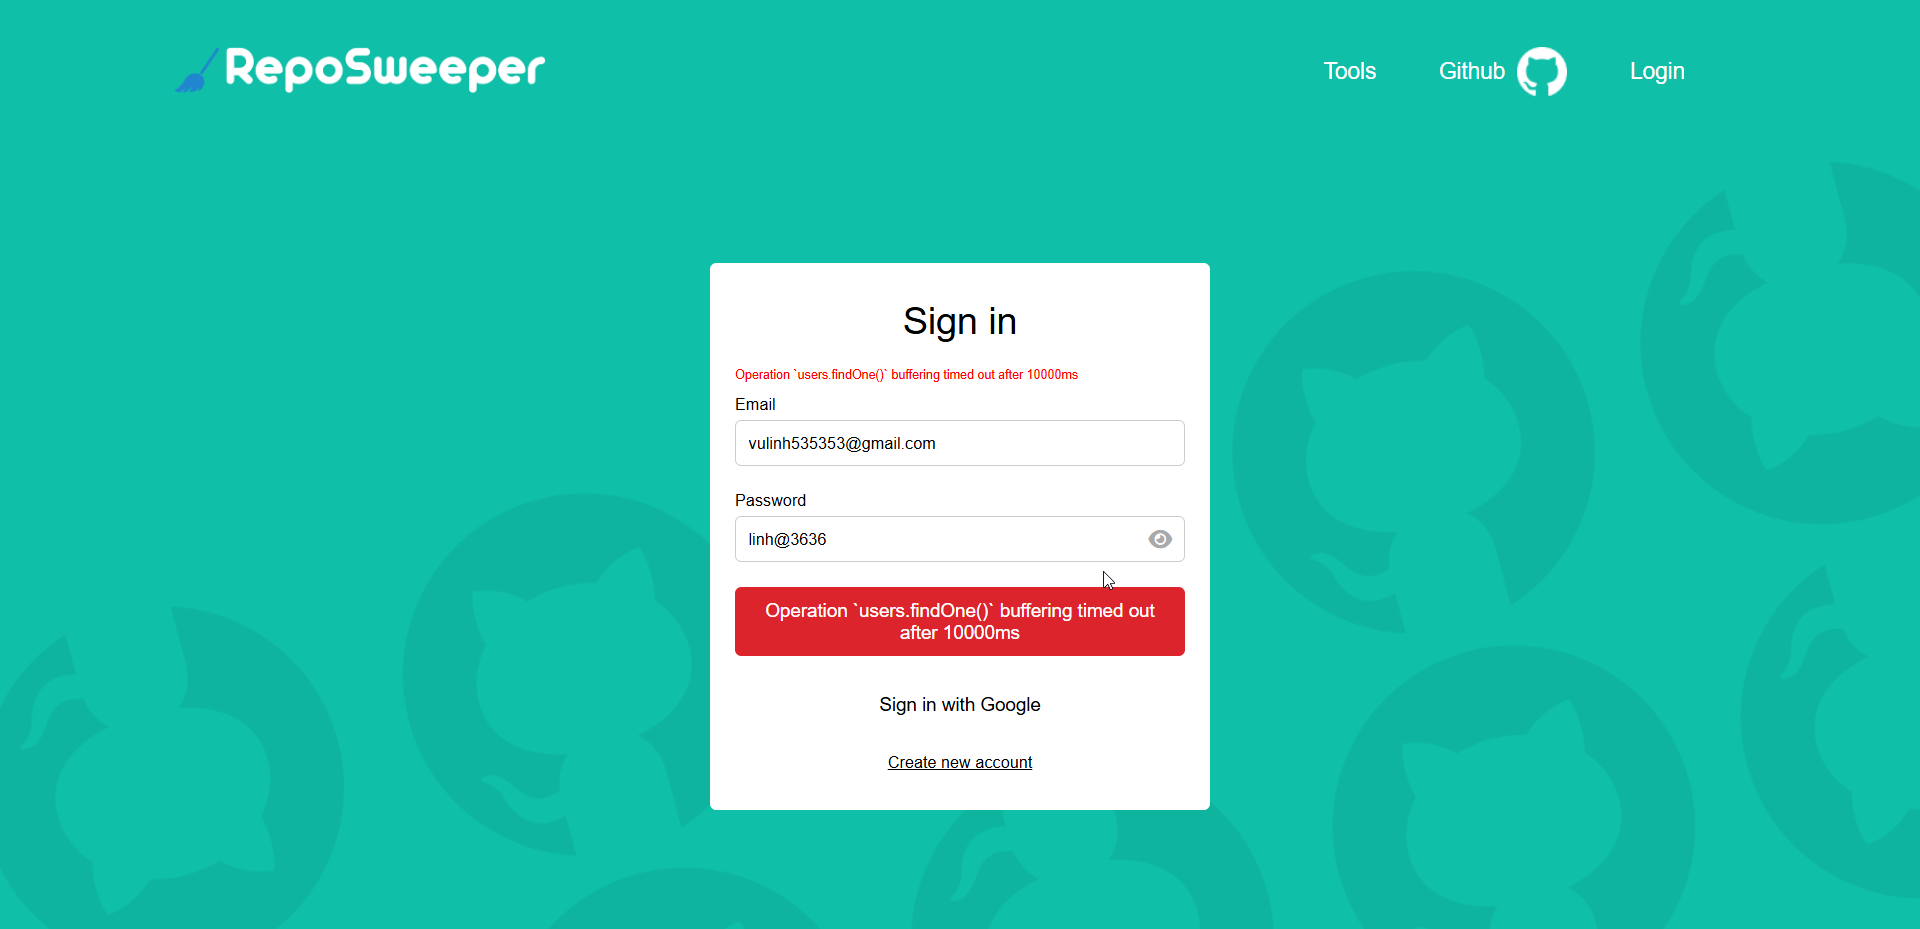 RepoSweeper
Tools
Github
Login
Sign in
Operation `users.findOne()` buffering timed out after 10000ms
Email
vulinh535353@gmail.com
Password
linh@3636
Operation `users.findOne()` buffering timed out
after 10000ms
Sign in with Google
Create new account